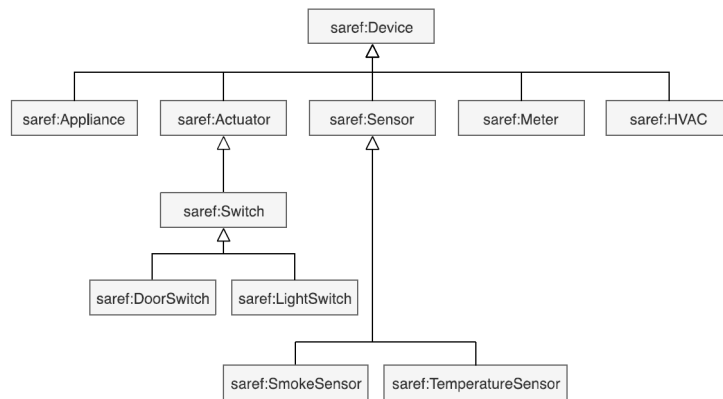 saref:Device
saref:Appliance
saref:Actuator
saref:Sensor
saref:Meter
saref:HVAC
saref:Switch
saref:DoorSwitch
saref:LightSwitch
saref:SmokeSensor
saref:TemperatureSensor